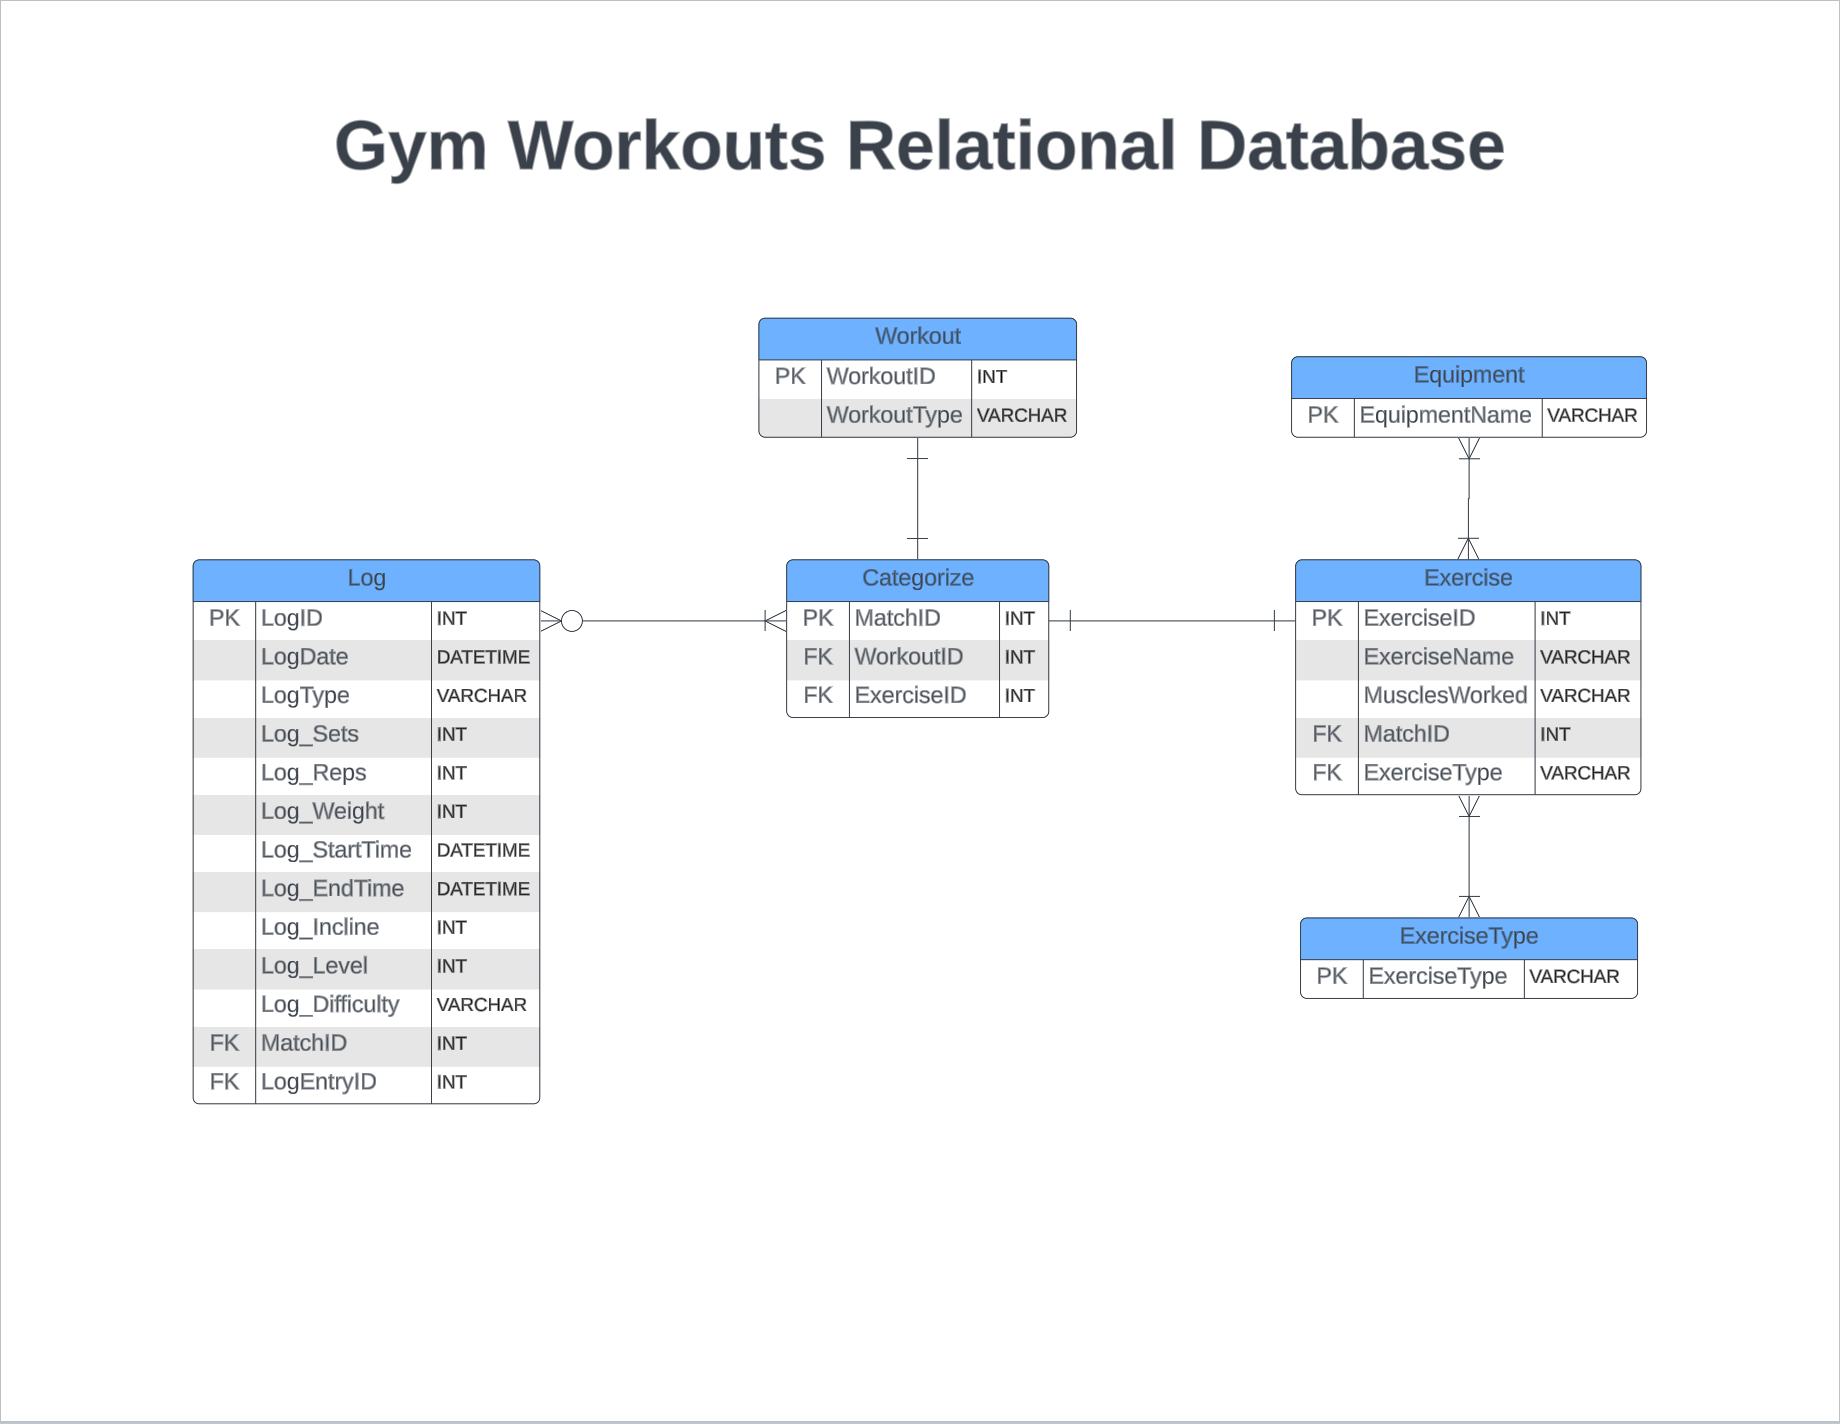 Gym Workouts Relational Database
Workout
PK WorkoutID INT
WorkoutType VARCHAR
Equipment
PK EquipmentName VARCHAR
Log
PK LogID INT
LogDate DATETIME
LogType VARCHAR
Log_Sets INT
Log_Reps INT
Log_Weight INT
Log_StartTime DATETIME
Log_EndTime DATETIME
Log_Incline INT
Log_Level INT
Log_Difficulty VARCHAR
FK MatchID INT
FK LogEntryID INT
Categorize
PK MatchID INT
FK WorkoutID INT
FK ExerciseID INT
Exercise
PK ExerciseID INT
ExerciseName VARCHAR
MusclesWorked VARCHAR
FK MatchID INT
FK ExerciseType VARCHAR
ExerciseType
PK ExerciseType VARCHAR